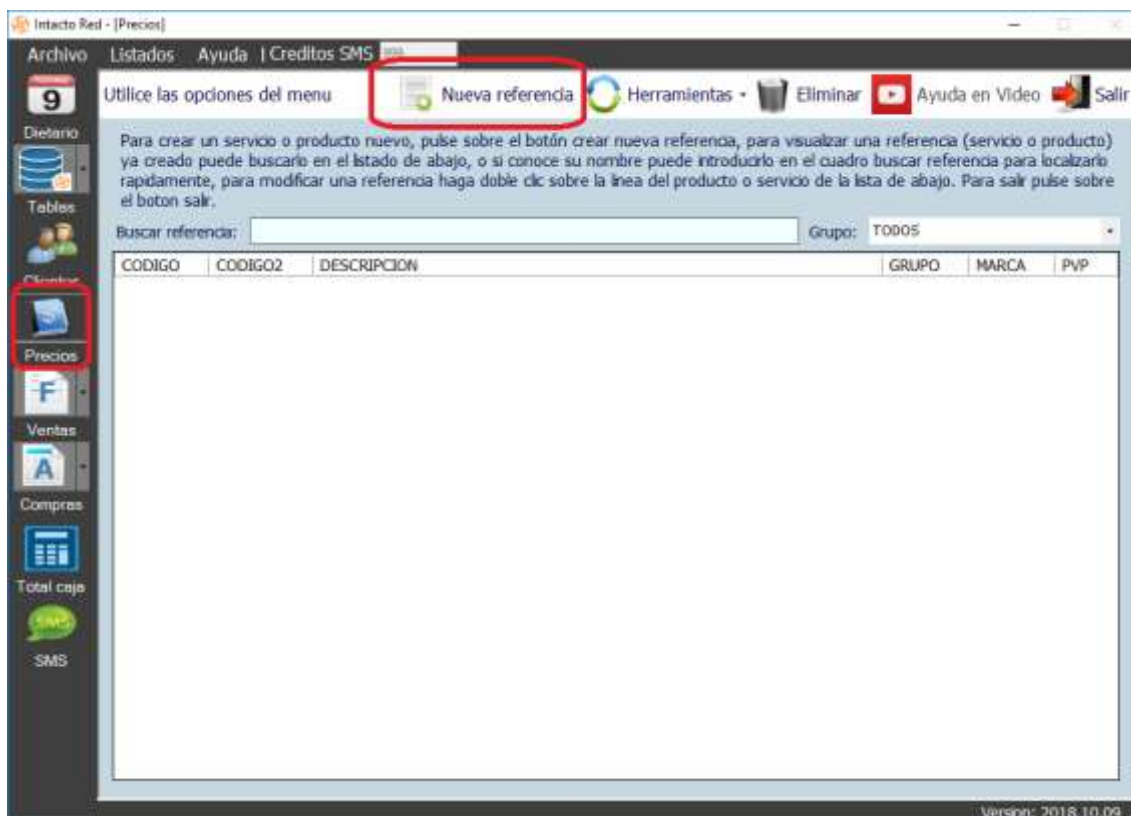 Intacto Red - [Precios]
Archivo Listados Ayuda | Creditos SMS
Utilice las opciones del menu Nueva referencia Herramientas Eliminar Ayuda en Video Salir
9
Dietario
Para crear un servicio o producto nuevo, pulse sobre el botón crear nueva referencia, para visualizar una referencia (servicio o producto)
ya creado puede buscarlo en el listado de abajo, o si conoce su nombre puede introducirlo en el cuadro buscar referencia para localizarlo
rapidamente, para modificar una referencia haga doble clic sobre la linea del producto o servicio de la lista de abajo. Para salir pulse sobre
el boton salir.
Tablas
Buscar referencia: Grupo: TODOS
CODIGO CODIGO2 DESCRIPCION GRUPO MARCA PVP
Clientes
Precios
F
Ventas
A
Compras
Total caja
SMS
SMS
Version: 2018.10.09